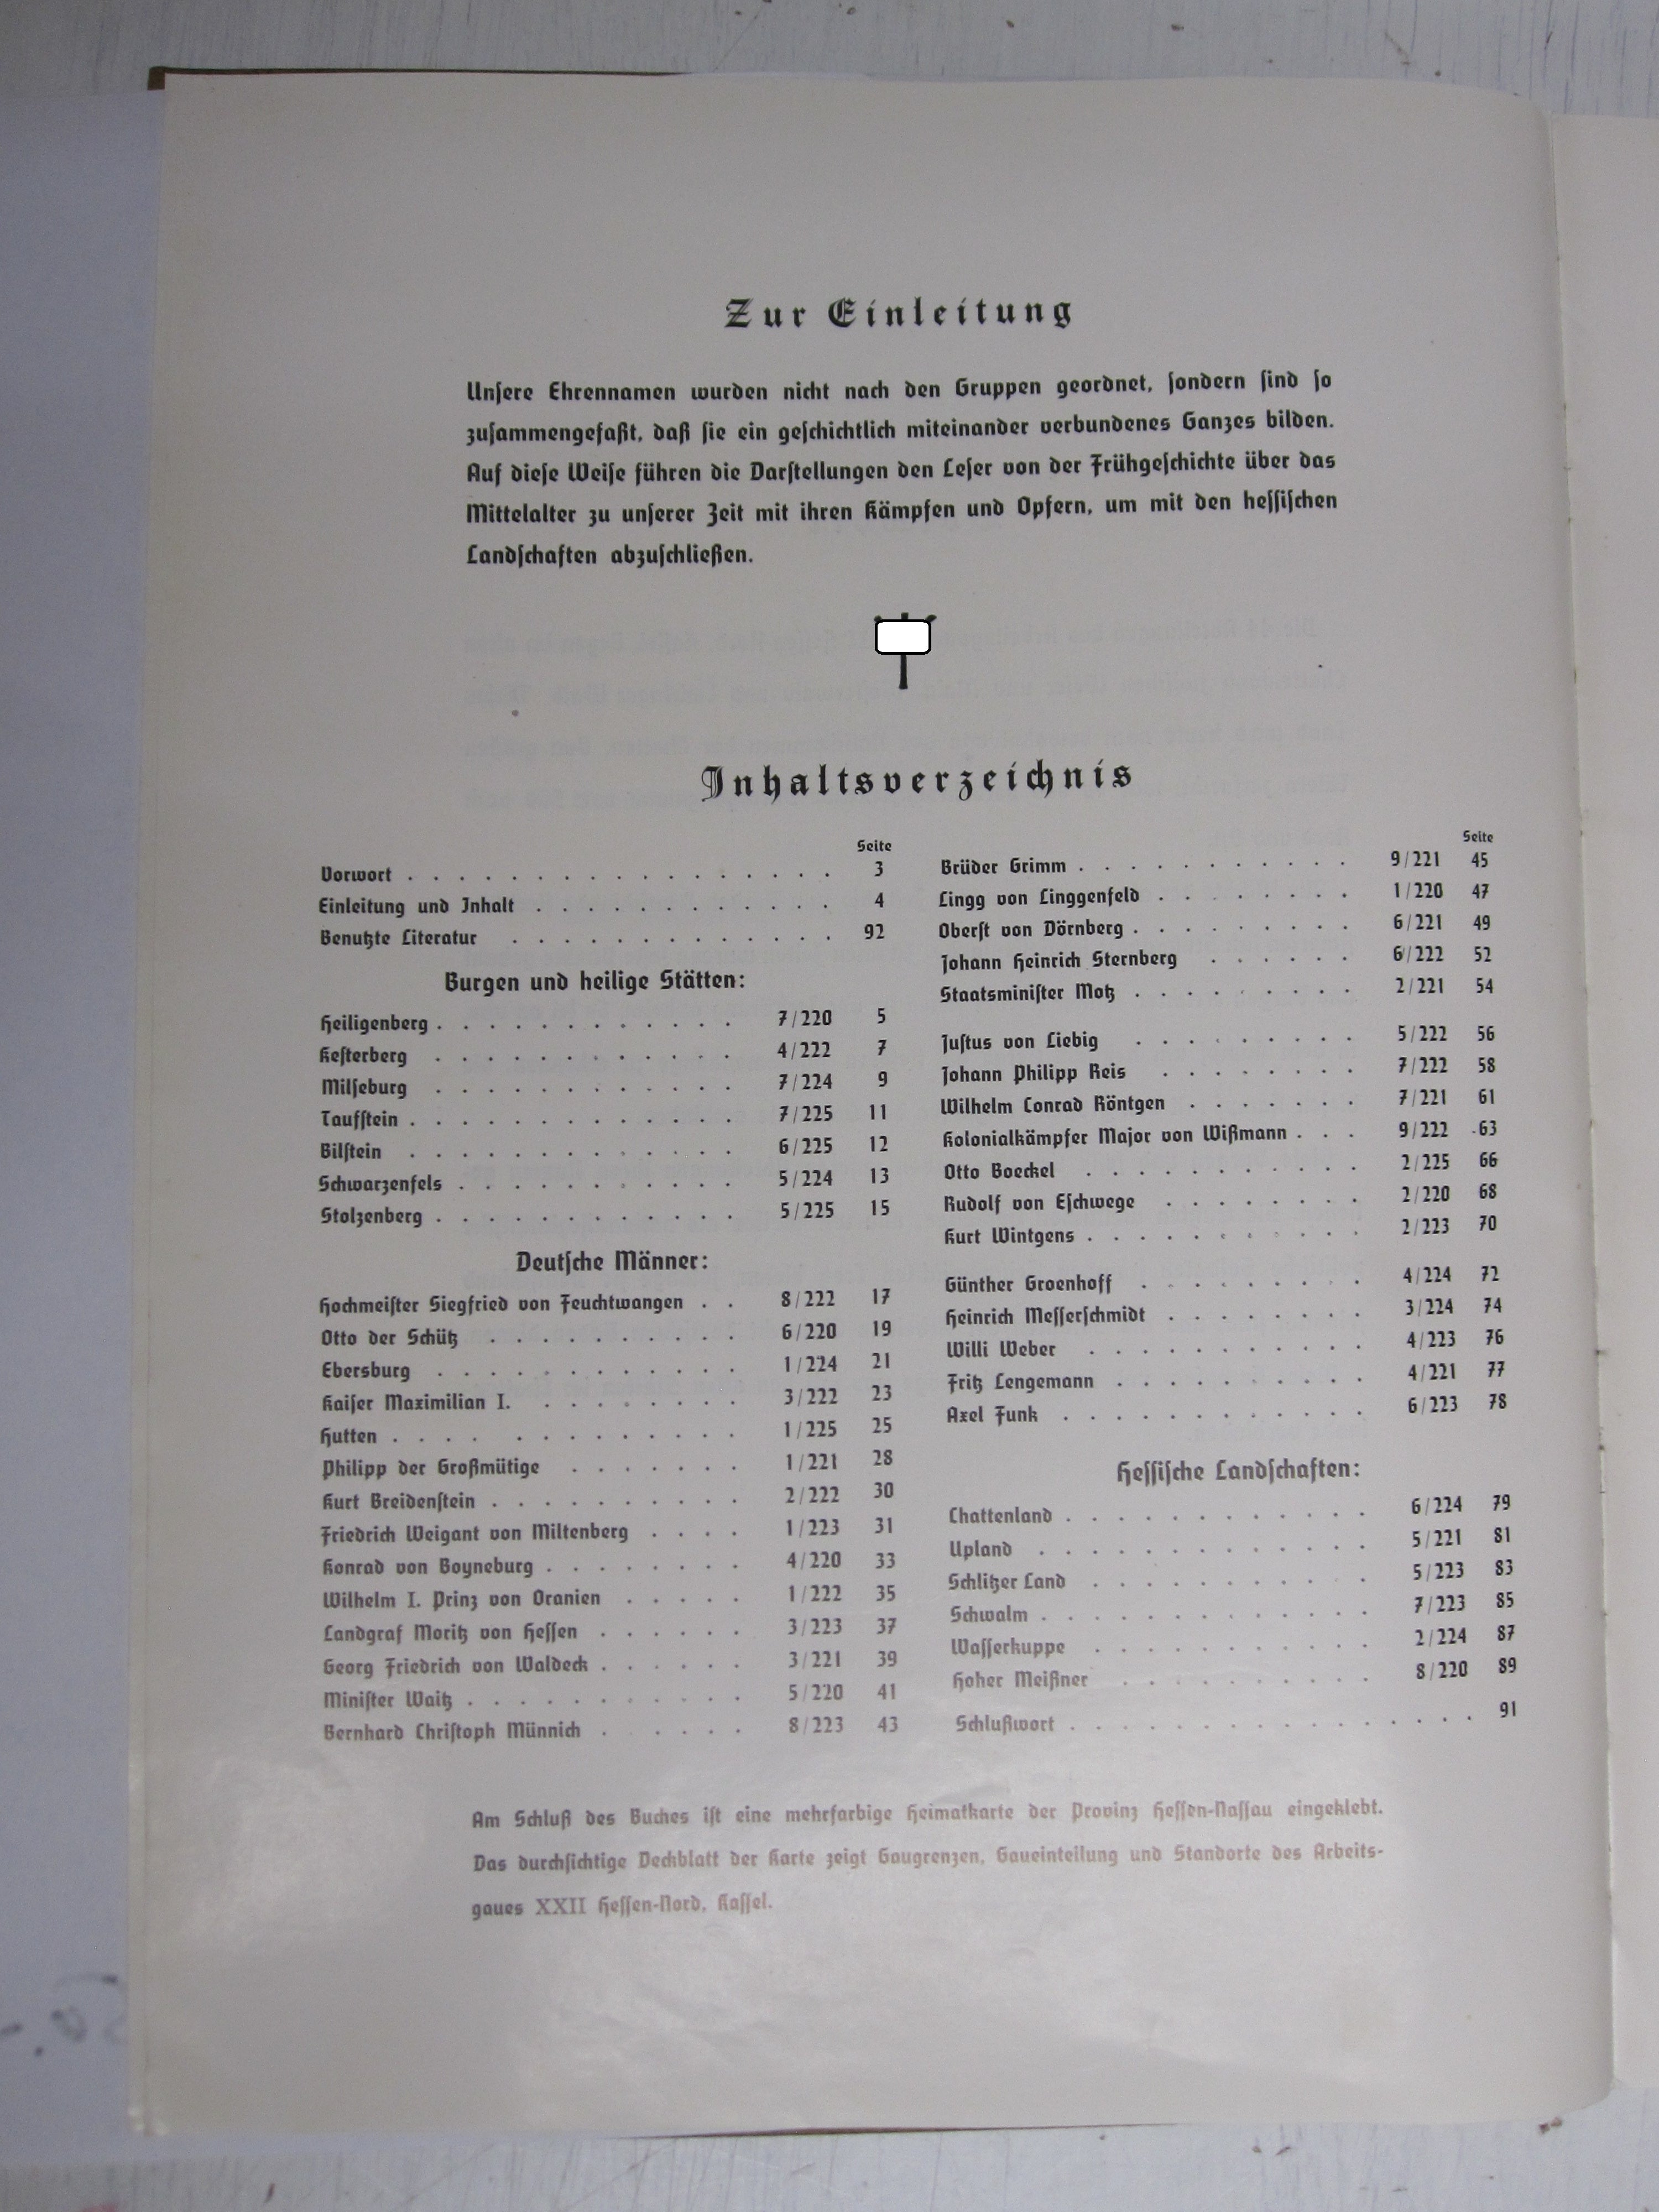 Zur Einleitung
Unsere Ehrennamen wurden nicht nach den Gruppen geordnet, sondern sind so
zusammengefaßt, daß sie ein geschichtlich miteinander verbundenes Ganzes bilden.
Auf diese Weise führen die Darstellungen den Leser von der Frühgeschichte über das
Mittelalter zu unserer Zeit mit ihren Kämpfen und Opfern, um mit den hessischen
Landschaften abzuschließen.
Inhaltsverzeichnis
Seite
Vorwort . . . . . . . . . . . . . . . . . 3
Einleitung und Inhalt . . . . . . . . . . . . 4
Benutzte Literatur . . . . . . . . . . . . . 92
Burgen und heilige Stätten:
Heiligenberg . . . . . . . . . . . . 7/220 5
Kesterberg . . . . . . . . . . . . 4/222 7
Milseburg . . . . . . . . . . . . 7/224 9
Taufstein . . . . . . . . . . . . . 7/225 11
Bilstein . . . . . . . . . . . . . 6/225 12
Schwarzenfels . . . . . . . . . . . 5/224 13
Stolzenberg . . . . . . . . . . . . 5/225 15
Deutsche Männer:
Hochmeister Siegfried von Feuchtwangen . . 8/222 17
Otto der Schütz . . . . . . . . . . 6/220 19
Ebersburg . . . . . . . . . . . . 1/224 21
Kaiser Maximilian I. . . . . . . . . 3/222 23
Hutten . . . . . . . . . . . . . 1/225 25
Philipp der Großmütige . . . . . . . 1/221 28
Kurt Breidenstein . . . . . . . . . . 2/222 30
Friedrich Weigant von Miltenberg . . . . 1/223 31
Konrad von Boyneburg . . . . . . . . 4/220 33
Wilhelm I. Prinz von Oranien . . . . . 1/222 35
Landgraf Moritz von Hessen . . . . . . 3/223 37
Georg Friedrich von Waldeck . . . . . . 3/221 39
Minister Waitz . . . . . . . . . . . 5/220 41
Bernhard Christoph Münnich . . . . . 8/223 43
Seite
Brüder Grimm . . . . . . . . . . . 9/221 45
Lingg von Linggenfeld . . . . . . . . 1/220 47
Oberst von Dörnberg . . . . . . . . . 6/221 49
Johann Heinrich Sternberg . . . . . . 6/222 52
Staatsminister Motz . . . . . . . . . 2/221 54
Justus von Liebig . . . . . . . . . 5/222 56
Johann Philipp Reis . . . . . . . . 7/222 58
Wilhelm Conrad Röntgen . . . . . . . 7/221 61
Kolonialkämpfer Major von Wißmann . . . 9/222 63
Otto Boeckel . . . . . . . . . . . 2/225 66
Rudolf von Eschwege . . . . . . . . 2/220 68
Kurt Wintgens . . . . . . . . . . . 2/223 70
Günther Groenhoff . . . . . . . . . 4/224 72
Heinrich Messerschmidt . . . . . . . . 3/224 74
Willi Weber . . . . . . . . . . . 4/223 76
Fritz Lengemann . . . . . . . . . . 4/221 77
Axel Funk . . . . . . . . . . . . 6/223 78
Hessische Landschaften:
Chattenland . . . . . . . . . . . . 6/224 79
Upland . . . . . . . . . . . . . 5/221 81
Schlitzer Land . . . . . . . . . . . 5/223 83
Schwalm . . . . . . . . . . . . . 7/223 85
Wasserkuppe . . . . . . . . . . . 2/224 87
Hoher Meißner . . . . . . . . . . 8/220 89
Schlußwort . . . . . . . . . . . . . . . . 91
Am Schluß des Buches ist eine mehrfarbige Heimatkarte der Provinz Hessen-Nassau eingeklebt.
Das durchsichtige Deckblatt der Karte zeigt Gaugrenzen, Gaueinteilung und Standorte des Arbeits-
gaues XXII Hessen-Nord, Kassel.